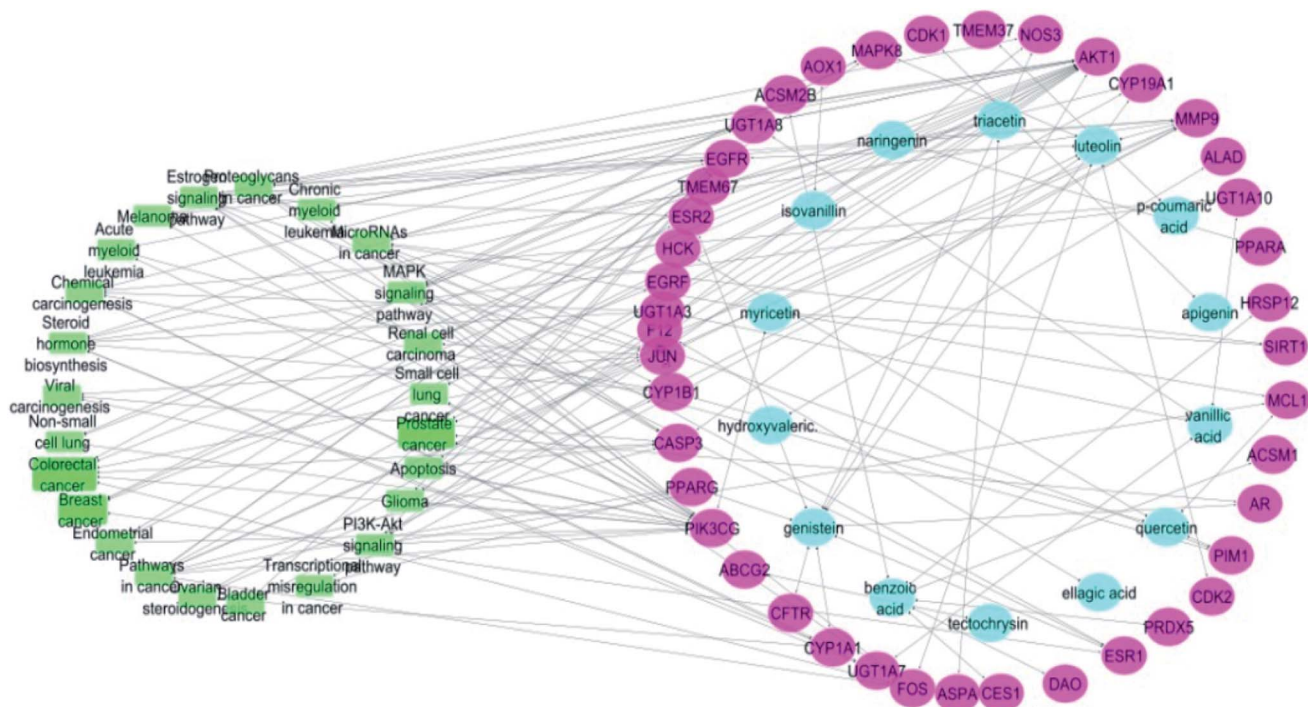 Proteoglycans
in cancer
Estrogen
signaling
pathway
Chronic
myeloid
leukemia
Melanoma
MicroRNAs
in cancer
Acute
myeloid
leukemia
MAPK
signaling
pathway
Chemical
carcinogenesis
Steroid
hormone
biosynthesis
Renal cell
carcinoma
Viral
carcinogenesis
Small cell
lung
cancer
Non-small
cell lung
Prostate
cancer
Colorectal
cancer
Apoptosis
Breast
cancer
Glioma
Endometrial
cancer
PI3K-Akt
signaling
pathway
Pathways
in cancer
Transcriptional
misregulation
in cancer
Ovarian
steroidogenesis
Bladder
cancer
TMEM37
CDK1
NOS3
MAPK8
AKT1
AOX1
CYP19A1
ACSM2B
MMP9
UGT1A8
ALAD
EGFR
TMEM67
UGT1A10
ESR2
PPARA
HCK
EGRF
HRSP12
UGT1A3
F12
SIRT1
JUN
CYP1B1
MCL1
CASP3
ACSM1
PPARG
AR
PIK3CG
PIM1
ABCG2
CDK2
CFTR
PRDX5
CYP1A1
ESR1
UGT1A7
FOS
ASPA
CES1
DAO
naringenin
triacetin
luteolin
isovanillin
p-coumaric
acid
myricetin
apigenin
hydroxyvaleric.
vanillic
acid
genistein
quercetin
benzoic
acid
ellagic acid
tectochrysin